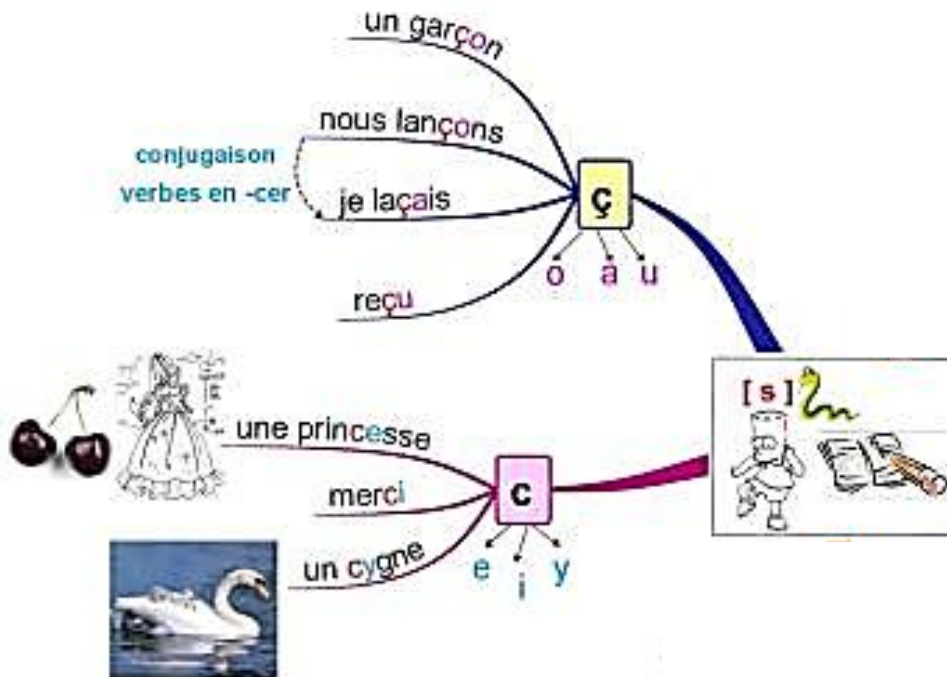 un garçon
nous lançons
conjugaison
verbes en -cer
je laçais
reçu
ç
o a u
[ s ]
une princesse
merci
un cygne
c
e i y